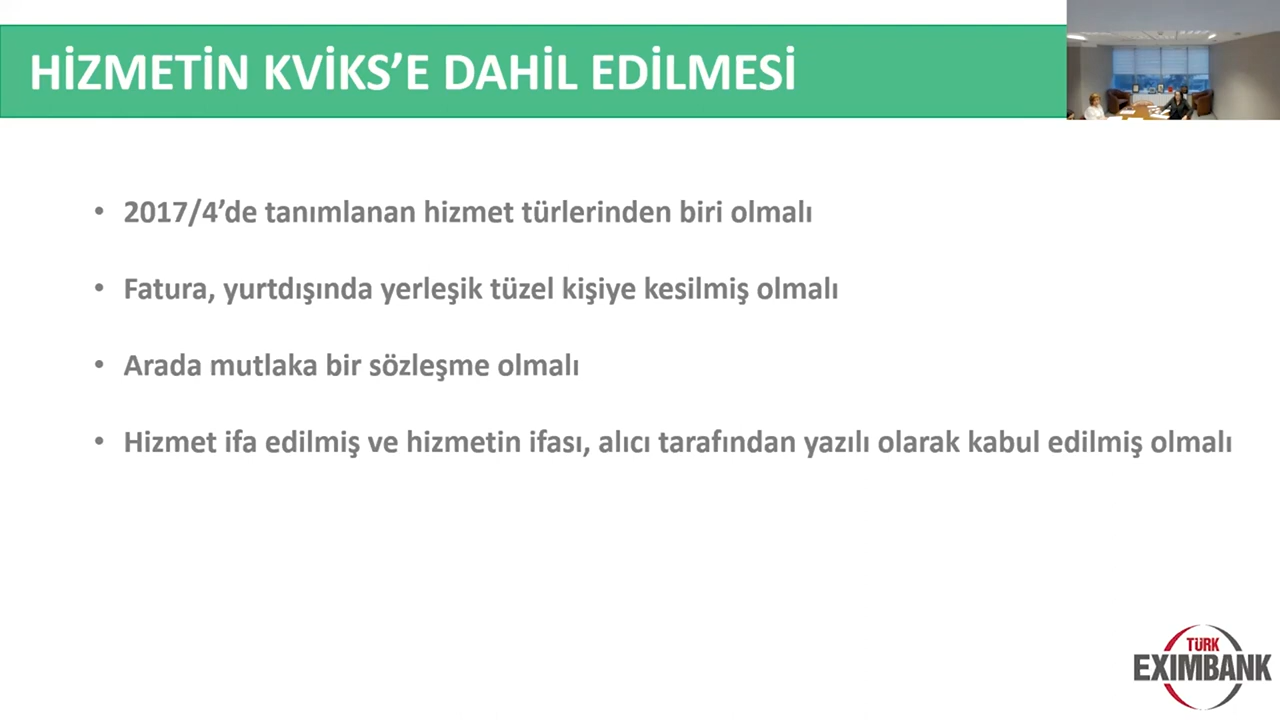 HİZMETİN KVİKS’E DAHİL EDİLMESİ
• 2017/4’de tanımlanan hizmet türlerinden biri olmalı
• Fatura, yurtdışında yerleşik tüzel kişiye kesilmiş olmalı
• Arada mutlaka bir sözleşme olmalı
• Hizmet ifa edilmiş ve hizmetin ifası, alıcı tarafından yazılı olarak kabul edilmiş olmalı
TÜRK
EXIMBANK